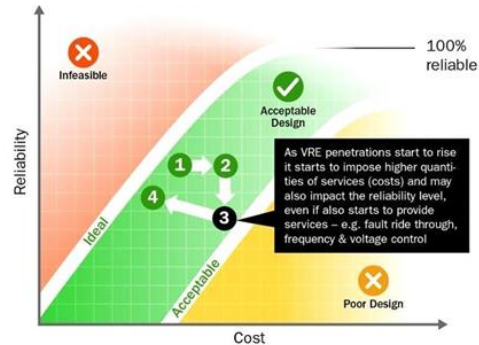 100%
reliable
Infeasible
Acceptable
Design
1
2
3
4
As VRE penetrations start to rise
it starts to impose higher quanti-
ties of services (costs) and may
also impact the reliability level,
even if also starts to provide
services – e.g. fault ride through,
frequency & voltage control
Ideal
Acceptable
Poor Design
Reliability
Cost